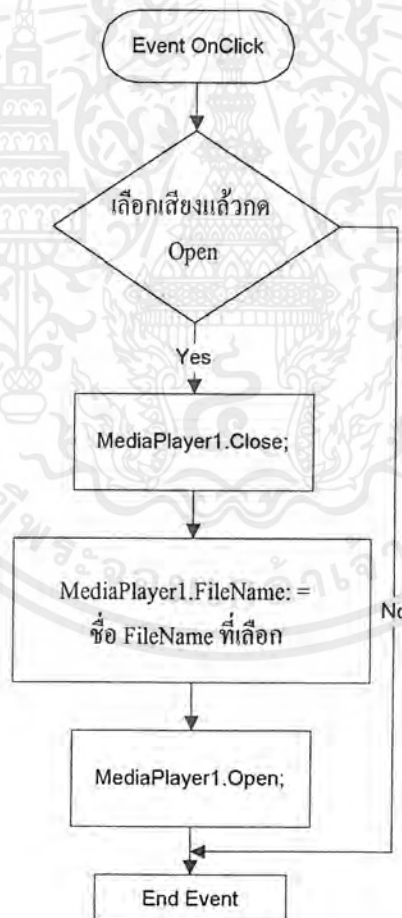 Event OnClick
เลือกเสียงแล้วกด
Open
Yes
MediaPlayer1.Close;
MediaPlayer1.FileName: =
ชื่อ FileName ที่เลือก
No
MediaPlayer1.Open;
End Event